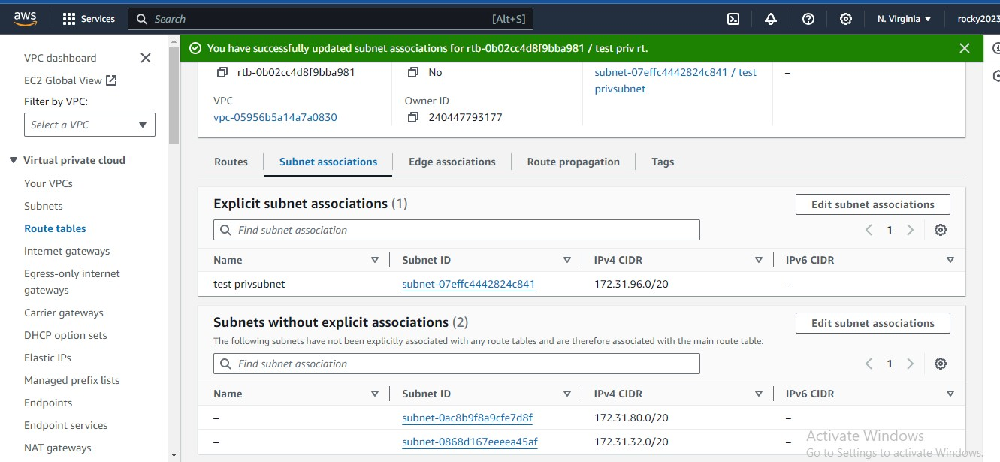 aws
Services
Search
[Alt+S]
N. Virginia
rocky2023
VPC dashboard
EC2 Global View
Filter by VPC:
Select a VPC
Virtual private cloud
Your VPCs
Subnets
Route tables
Internet gateways
Egress-only internet
gateways
Carrier gateways
DHCP option sets
Elastic IPs
Managed prefix lists
Endpoints
Endpoint services
NAT gateways
You have successfully updated subnet associations for rtb-0b02cc4d8f9bba981 / test priv rt.
rtb-0b02cc4d8f9bba981
VPC
vpc-05956b5a14a7a0830
No
Owner ID
240447793177
subnet-07effc4442824c841 / test
privsubnet
–
Routes
Subnet associations
Edge associations
Route propagation
Tags
Explicit subnet associations (1)
Edit subnet associations
Find subnet association
1
Name Subnet ID IPv4 CIDR IPv6 CIDR
test privsubnet subnet-07effc4442824c841 172.31.96.0/20 –
Subnets without explicit associations (2)
Edit subnet associations
The following subnets have not been explicitly associated with any route tables and are therefore associated with the main route table:
Find subnet association
1
Name Subnet ID IPv4 CIDR IPv6 CIDR
– subnet-0ac8b9f8a9cfe7d8f 172.31.80.0/20 –
– subnet-0868d167eeeea45af 172.31.32.0/20 –
Activate Windows
Go to Settings to activate Windows.